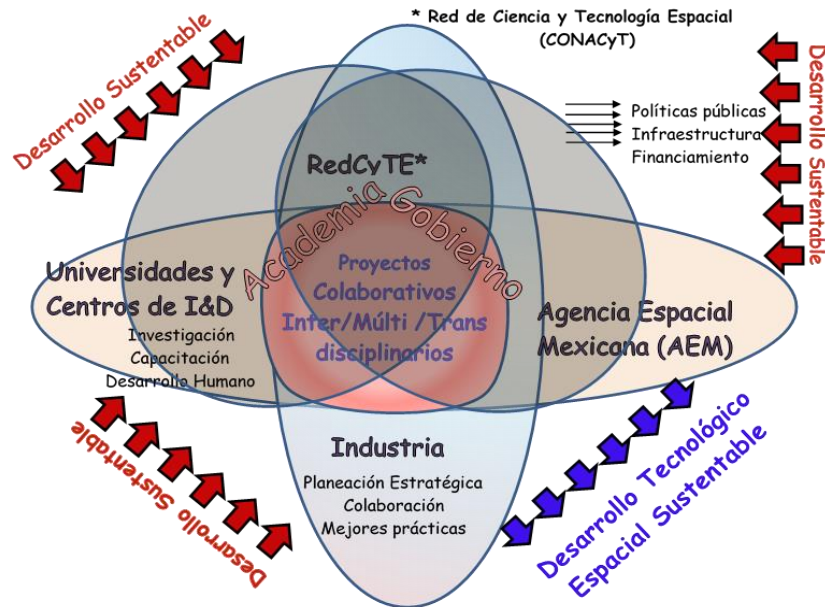 * Red de Ciencia y Tecnología Espacial
(CONACyT)
Desarrollo Sustentable
Desarrollo Sustentable
Políticas públicas
Infraestructura
Financiamiento
RedCyTE*
Academia Gobierno
Universidades y
Centros de I&D
Investigación
Capacitación
Desarrollo Humano
Proyectos
Colaborativos
Infer/Múlti /Trans
disciplinarios
Agencia Espacial
Mexicana (AEM)
Industria
Planeación Estratégica
Colaboración
Mejores prácticas
Desarrollo Sustentable
Desarrollo Tecnológico
Espacial Sustentable